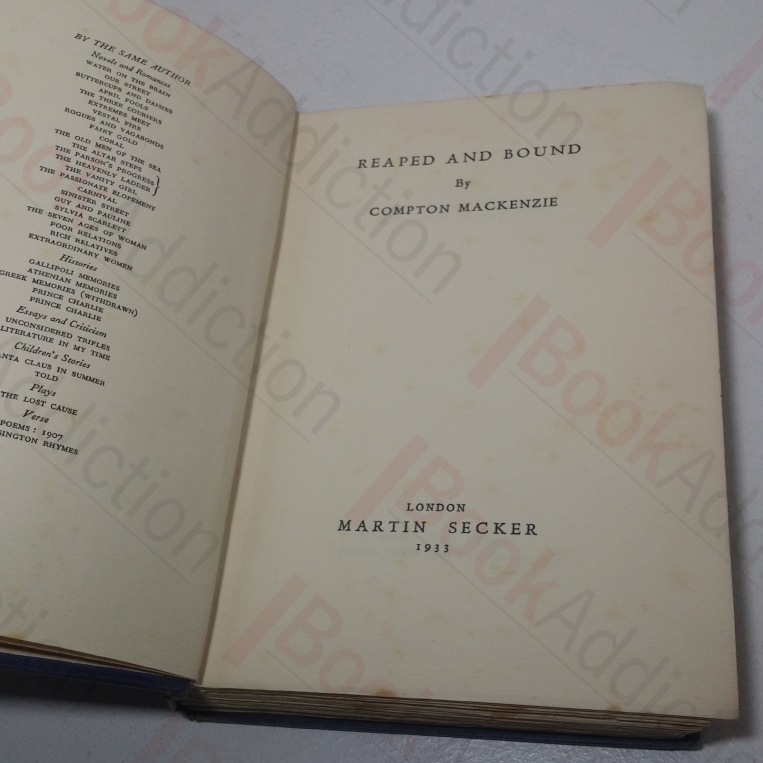 BY THE SAME AUTHOR
Novels and Romances
WATER ON THE BRAIN
OUR STREET
BUTTERCUPS AND DAISIES
APRIL FOOLS
THE THREE COURIERS
EXTREMES MEET
VESTAL FIRE
ROGUES AND VAGABONDS
FAIRY GOLD
CORAL
THE OLD MEN OF THE SEA
THE ALTAR STEPS
THE PARSON'S PROGRESS
THE HEAVENLY LADDER
THE VANITY GIRL
THE PASSIONATE ELOPEMENT
CARNIVAL
SINISTER STREET
GUY AND PAULINE
SYLVIA SCARLETT
THE SEVEN AGES OF WOMAN
POOR RELATIONS
RICH RELATIVES
EXTRAORDINARY WOMEN
Histories
GALLIPOLI MEMORIES
ATHENIAN MEMORIES
GREEK MEMORIES (WITHDRAWN)
PRINCE CHARLIE
PRINCE CHARLIE
Essays and Criticism
UNCONSIDERED TRIFLES
LITERATURE IN MY TIME
Children's Stories
ANTA CLAUS IN SUMMER
TOLD
Plays
THE LOST CAUSE
Verse
POEMS : 1907
SINGTON RHYMES
REAPED AND BOUND
By
COMPTON MACKENZIE
LONDON
MARTIN SECKER
1933
BookAddiction